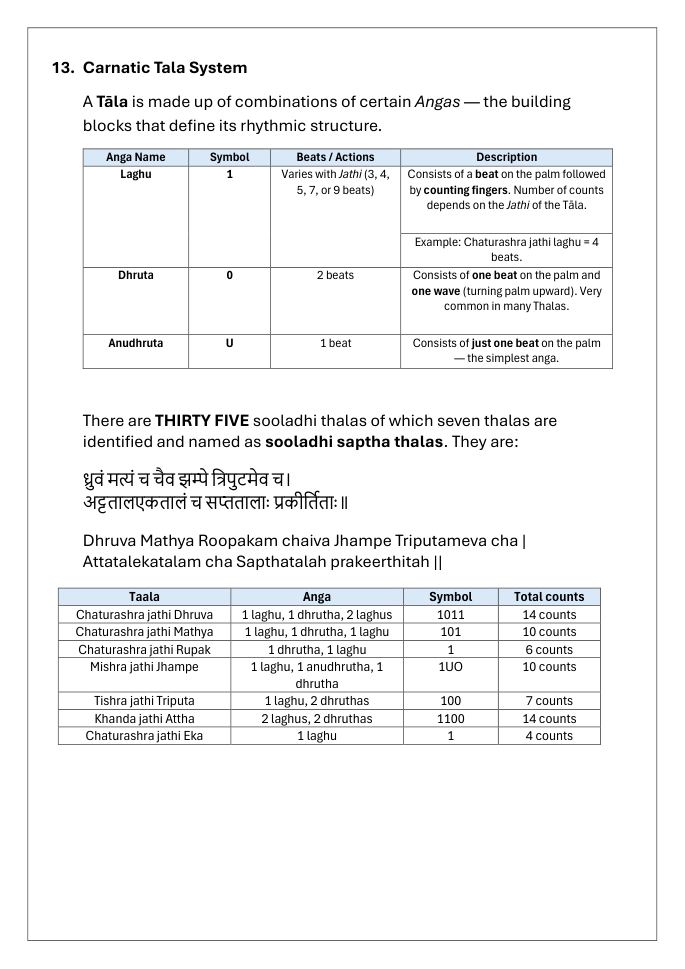 13. Carnatic Tala System
A Tāla is made up of combinations of certain Angas — the building
blocks that define its rhythmic structure.
Anga Name Symbol Beats / Actions Description
Laghu 1 Varies with Jathi (3, 4, 5, 7, or 9 beats) Consists of a beat on the palm followed
by counting fingers. Number of counts
depends on the Jathi of the Tāla.
Example: Chaturashra jathi laghu = 4
beats.
Dhruta 0 2 beats Consists of one beat on the palm and
one wave (turning palm upward). Very
common in many Thalas.
Anudhruta U 1 beat Consists of just one beat on the palm
— the simplest anga.
There are THIRTY FIVE sooladhi thalas of which seven thalas are
identified and named as sooladhi saptha thalas. They are:
ध्रुवं मत्यं च चैव झम्पे त्रिपुटमेव च।
अट्टतालएकतालं च सप्ततालाः प्रकीर्तिताः॥
Dhruva Mathya Roopakam chaiva Jhampe Triputameva cha |
Attatalekatalam cha Sapthatalah prakeerthitah ||
Taala Anga Symbol Total counts
Chaturashra jathi Dhruva 1 laghu, 1 dhrutha, 2 laghus 1011 14 counts
Chaturashra jathi Mathya 1 laghu, 1 dhrutha, 1 laghu 101 10 counts
Chaturashra jathi Rupak 1 dhrutha, 1 laghu 1 6 counts
Mishra jathi Jhampe 1 laghu, 1 anudhrutha, 1 dhrutha 1UO 10 counts
Tishra jathi Triputa 1 laghu, 2 dhruthas 100 7 counts
Khanda jathi Attha 2 laghus, 2 dhruthas 1100 14 counts
Chaturashra jathi Eka 1 laghu 1 4 counts